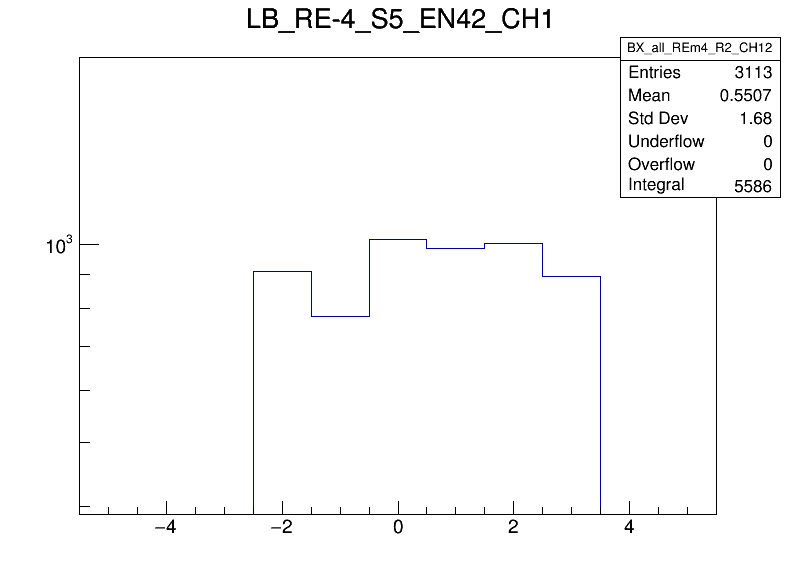 LB_RE-4_S5_EN42_CH1
BX_all_REm4_R2_CH12
Entries 3113
Mean 0.5507
Std Dev 1.68
Underflow 0
Overflow 0
Integral 5586
10³
−4 −2 0 2 4